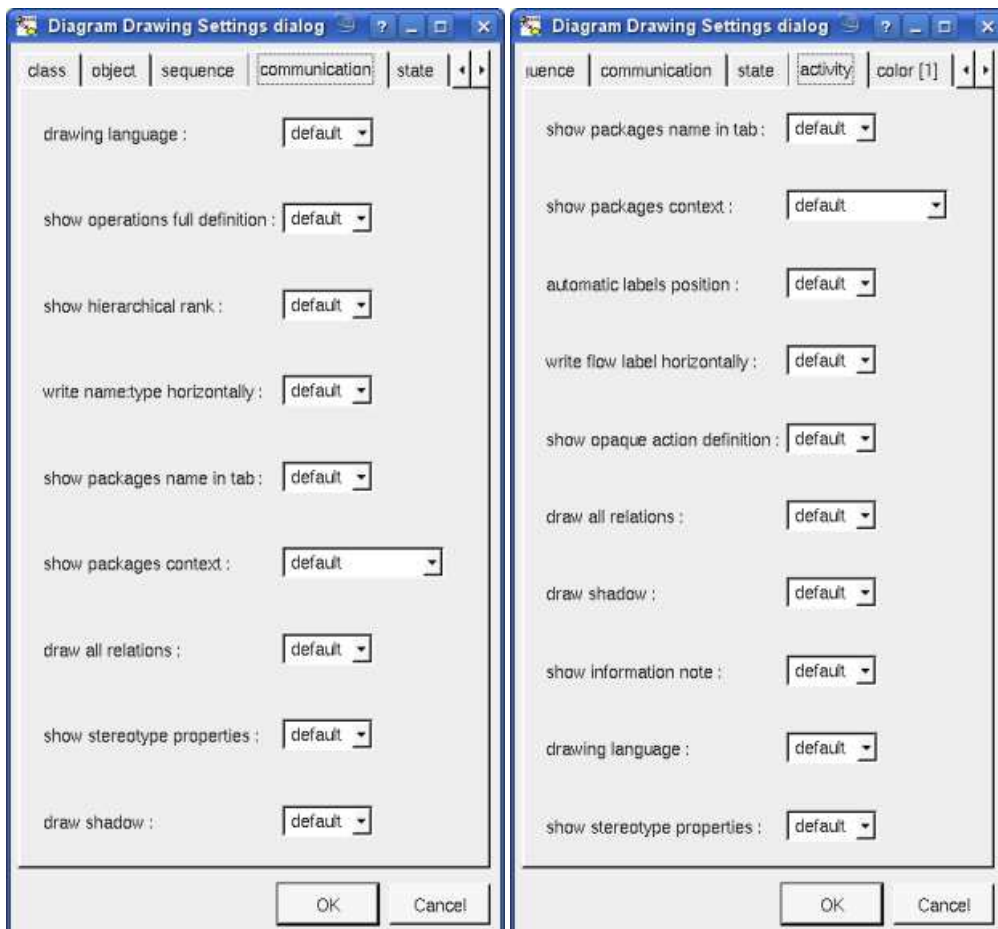 Diagram Drawing Settings dialog
class object sequence communication state
drawing language : default
show operations full definition : default
show hierarchical rank : default
write name:type horizontally : default
show packages name in tab : default
show packages context : default
draw all relations : default
show stereotype properties : default
draw shadow : default
OK Cancel
Diagram Drawing Settings dialog
uence communication state activity color [1]
show packages name in tab : default
show packages context : default
automatic labels position : default
write flow label horizontally : default
show opaque action definition : default
draw all relations : default
draw shadow : default
show information note : default
drawing language : default
show stereotype properties : default
OK Cancel